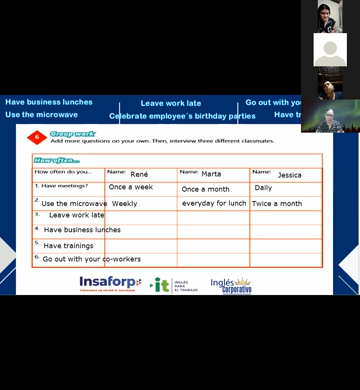 Have business lunches
Leave work late
Go out with you
Use the microwave
Celebrate employee´s birthday parties
Have tr
6
Group work:
Add more questions on your own. Then, interview three different classmates.
How often...
How often do you...
Name: René
Name: Marta
Name: Jessica
1. Have meetings?
Once a week
Once a month
Daily
2. Use the microwave
Weekly
everyday for lunch
Twice a month
3. Leave work late
4. Have business lunches
5. Have trainings
6. Go out with your co-workers
Insaforp
it
INGLÉS
PARA
EL TRABAJO
Inglés
Corporativo